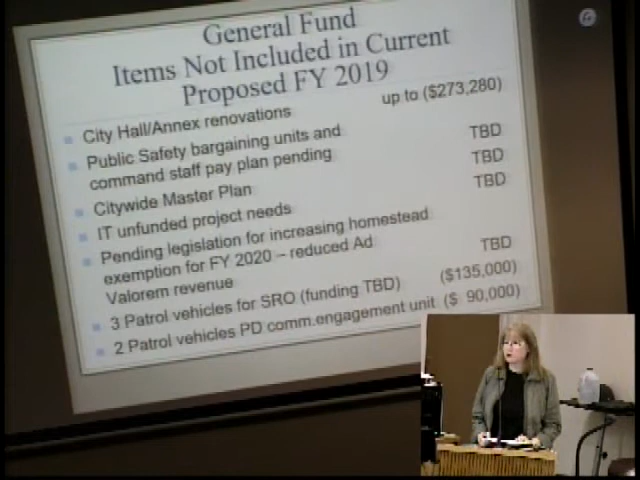 General Fund
Items Not Included in Current
Proposed FY 2019
City Hall/Annex renovations up to ($273,280)
Public Safety bargaining units and
command staff pay plan pending TBD
Citywide Master Plan TBD
IT unfunded project needs TBD
Pending legislation for increasing homestead
exemption for FY 2020 – reduced Ad
Valorem revenue TBD
3 Patrol vehicles for SRO (funding TBD) ($135,000)
2 Patrol vehicles PD comm.engagement unit ($ 90,000)